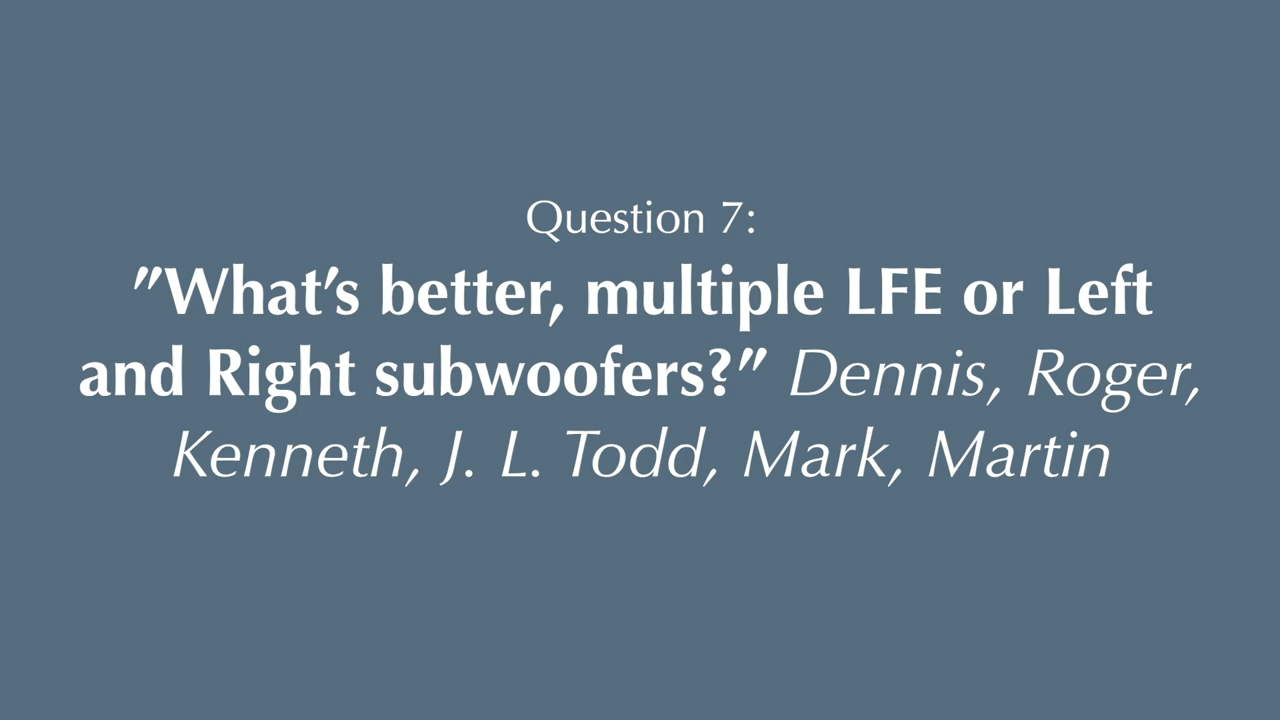 Question 7:
"What's better, multiple LFE or Left
and Right subwoofers?" Dennis, Roger,
Kenneth, J. L. Todd, Mark, Martin